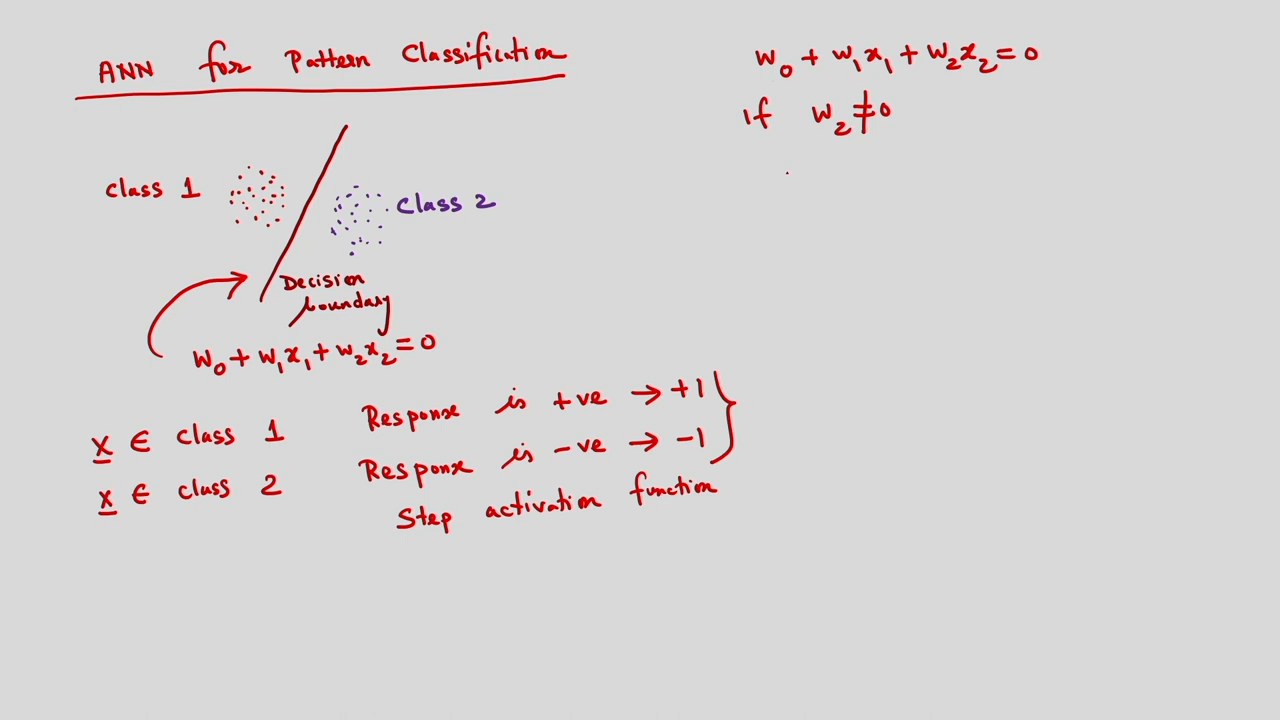 ANN for Pattern Classification
class 1
class 2
Decision
boundary
w₀ + w₁x₁ + w₂x₂ = 0
x ∈ class 1 Response is +ve → +1
x ∈ class 2 Response is -ve → -1
Step activation function
w₀ + w₁x₁ + w₂x₂ = 0
if w₂ ≠ 0